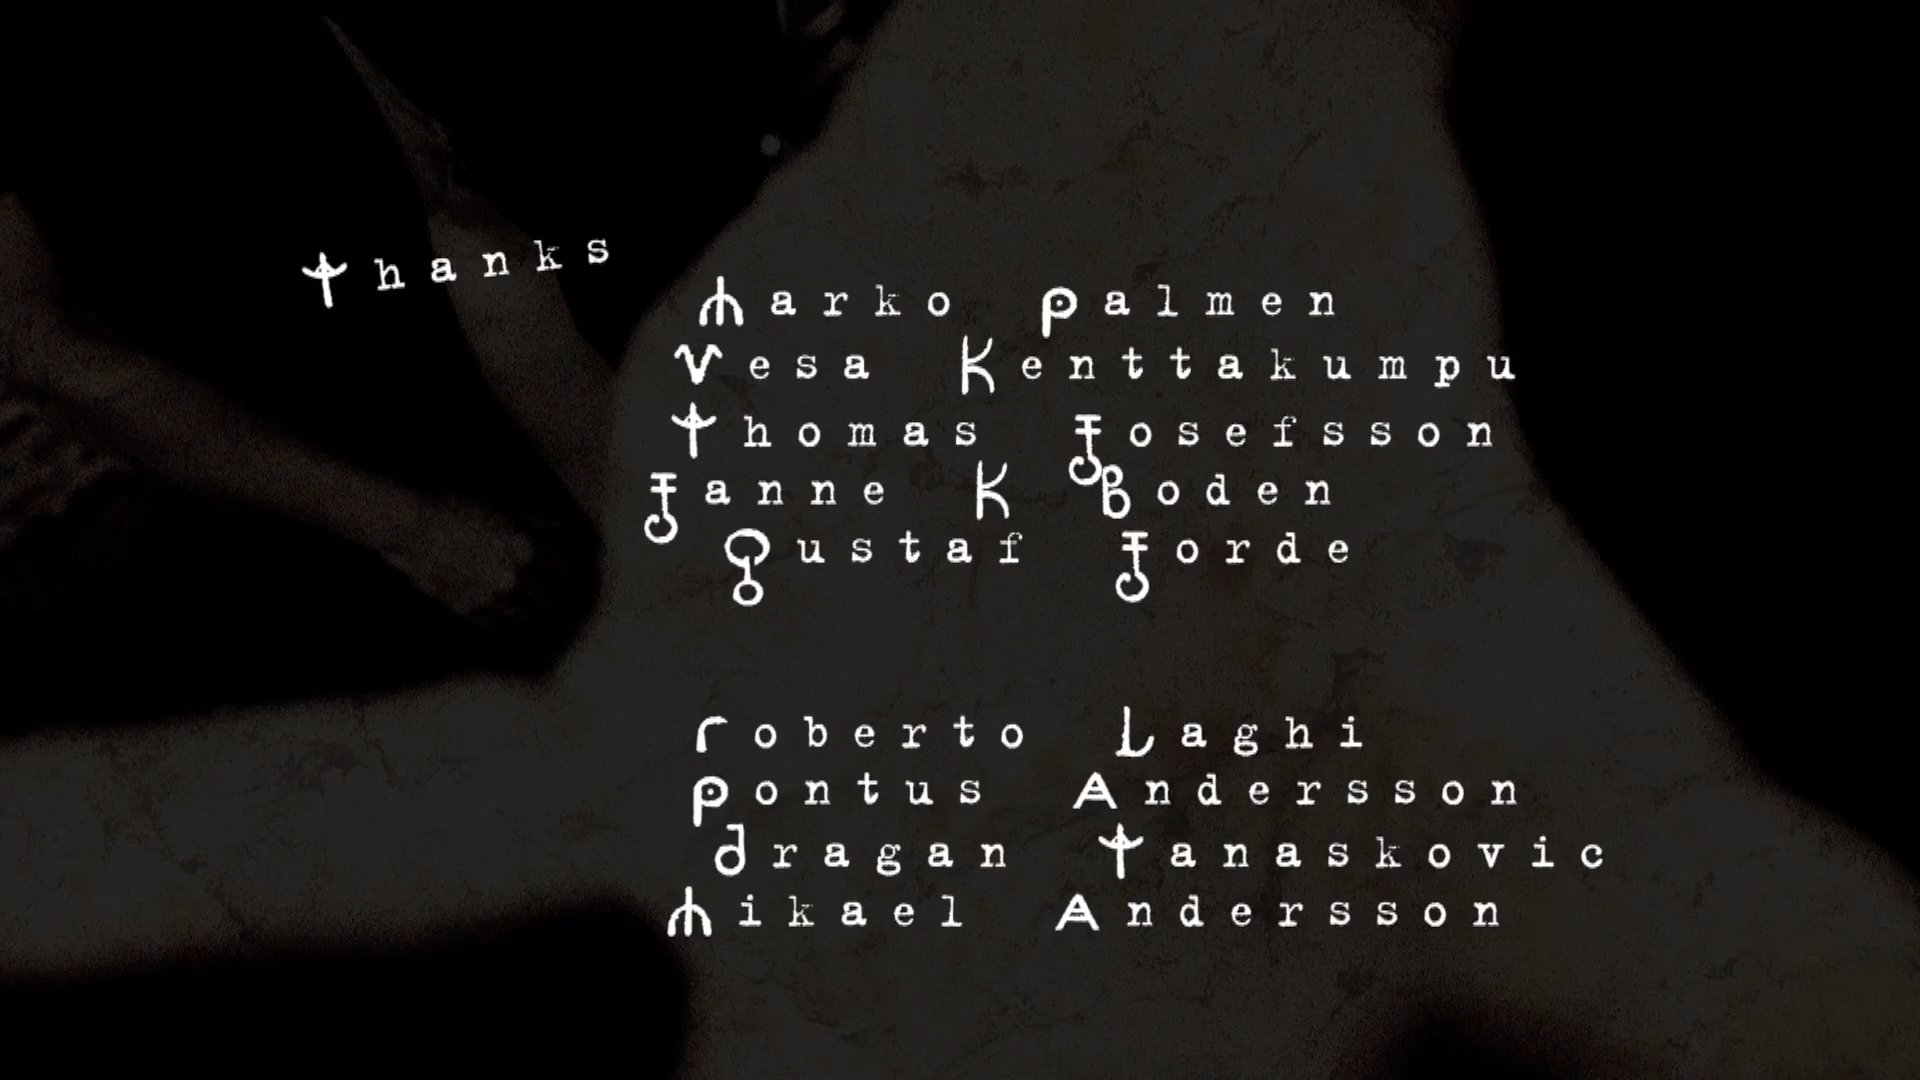 Thanks
Marko Palmen
Vesa Kenttakumpu
Thomas Josefsson
Janne K Boden
Gustaf Jorde
roberto Laghi
Pontus Andersson
dragan Tanaskovic
Mikael Andersson